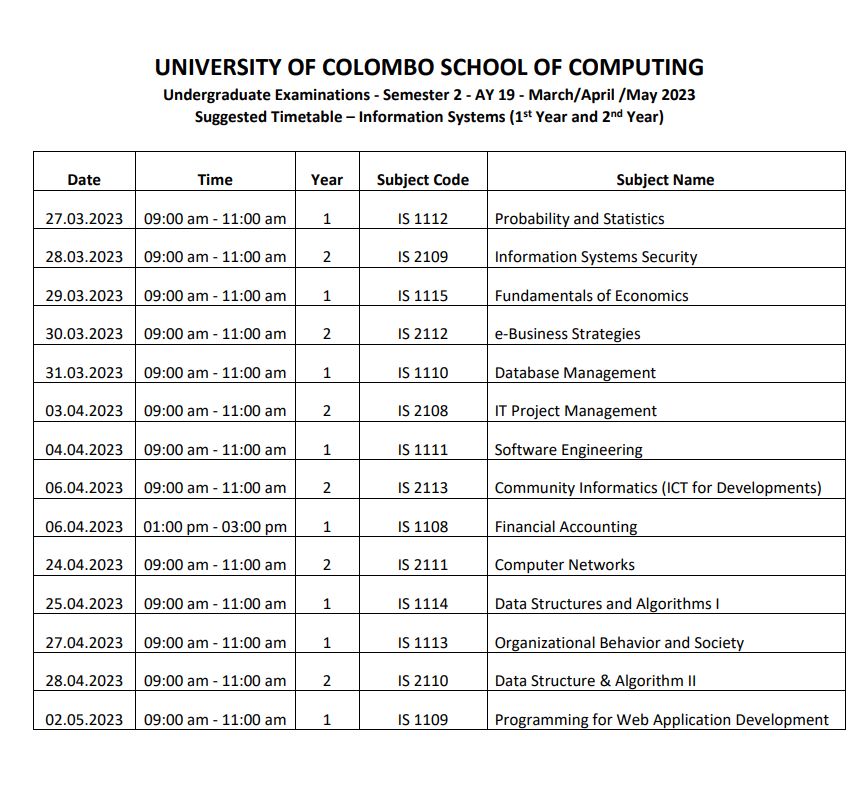 UNIVERSITY OF COLOMBO SCHOOL OF COMPUTING
Undergraduate Examinations - Semester 2 - AY 19 - March/April /May 2023
Suggested Timetable – Information Systems (1st Year and 2nd Year)
Date Time Year Subject Code Subject Name
27.03.2023 09:00 am - 11:00 am 1 IS 1112 Probability and Statistics
28.03.2023 09:00 am - 11:00 am 2 IS 2109 Information Systems Security
29.03.2023 09:00 am - 11:00 am 1 IS 1115 Fundamentals of Economics
30.03.2023 09:00 am - 11:00 am 2 IS 2112 e-Business Strategies
31.03.2023 09:00 am - 11:00 am 1 IS 1110 Database Management
03.04.2023 09:00 am - 11:00 am 2 IS 2108 IT Project Management
04.04.2023 09:00 am - 11:00 am 1 IS 1111 Software Engineering
06.04.2023 09:00 am - 11:00 am 2 IS 2113 Community Informatics (ICT for Developments)
06.04.2023 01:00 pm - 03:00 pm 1 IS 1108 Financial Accounting
24.04.2023 09:00 am - 11:00 am 2 IS 2111 Computer Networks
25.04.2023 09:00 am - 11:00 am 1 IS 1114 Data Structures and Algorithms I
27.04.2023 09:00 am - 11:00 am 1 IS 1113 Organizational Behavior and Society
28.04.2023 09:00 am - 11:00 am 2 IS 2110 Data Structure & Algorithm II
02.05.2023 09:00 am - 11:00 am 1 IS 1109 Programming for Web Application Development